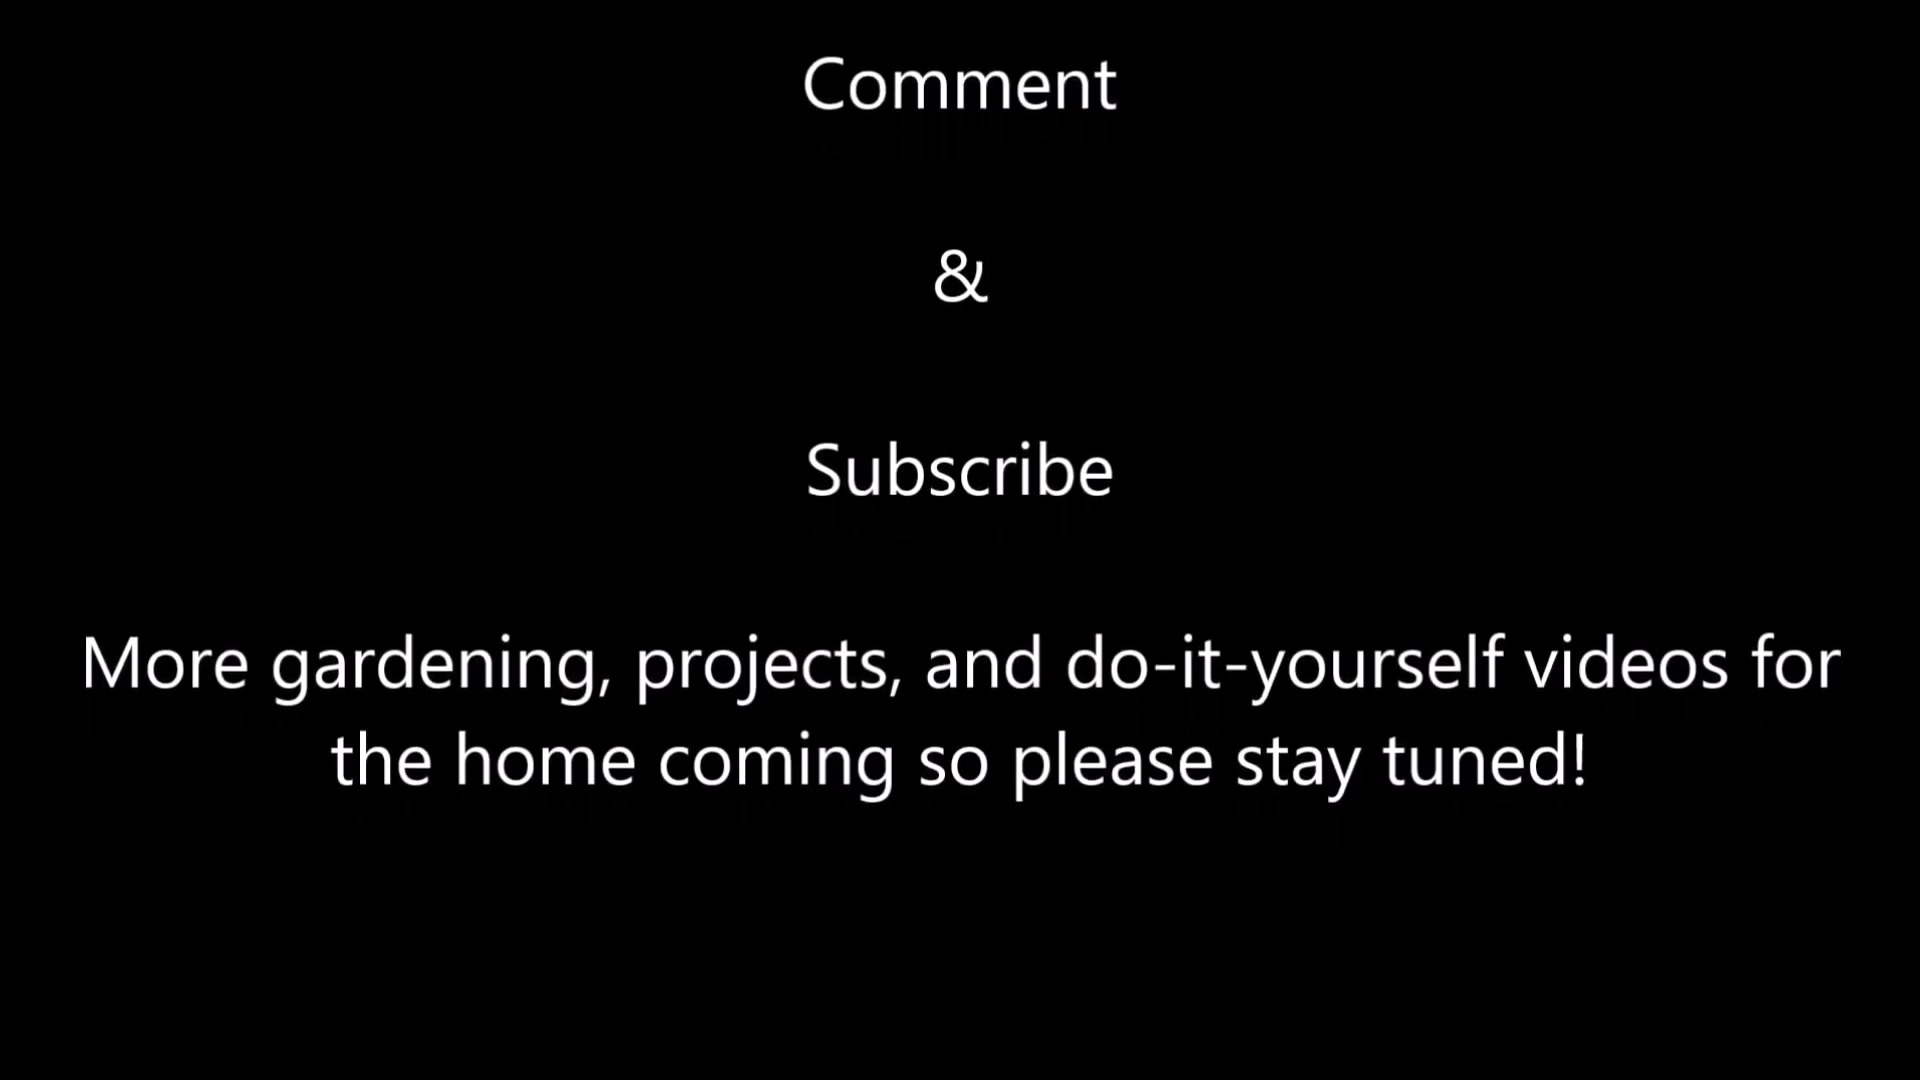 Comment
&
Subscribe
More gardening, projects, and do-it-yourself videos for
the home coming so please stay tuned!